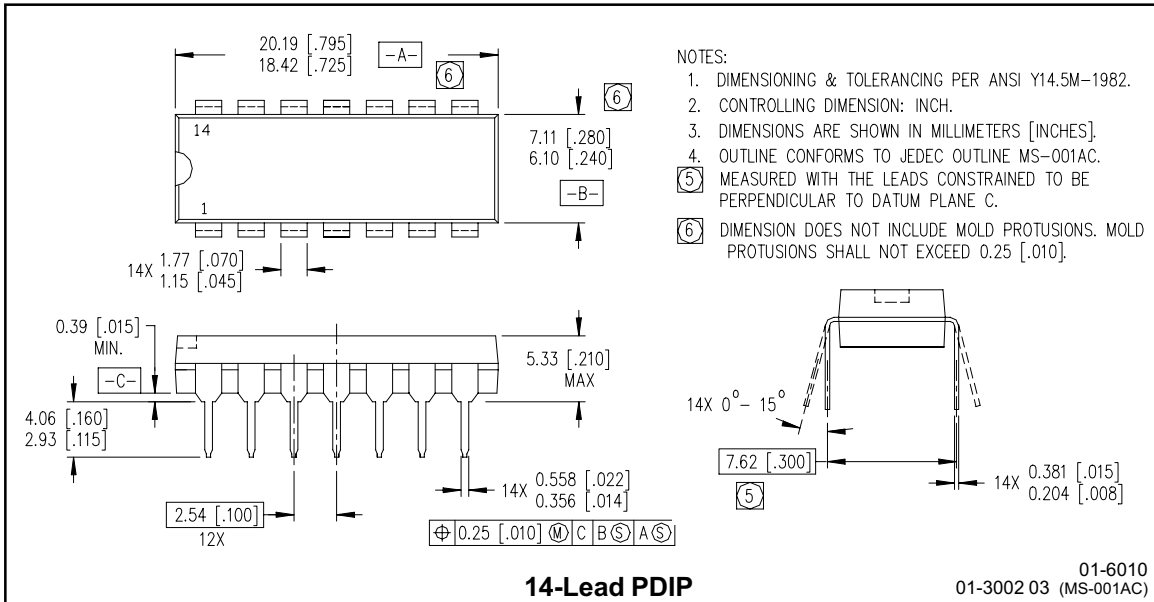 20.19 [.795]
18.42 [.725]
-A-
6
6
14
1
7.11 [.280]
6.10 [.240]
-B-
14X 1.77 [.070]
1.15 [.045]
NOTES:
1. DIMENSIONING & TOLERANCING PER ANSI Y14.5M-1982.
2. CONTROLLING DIMENSION: INCH.
3. DIMENSIONS ARE SHOWN IN MILLIMETERS [INCHES].
4. OUTLINE CONFORMS TO JEDEC OUTLINE MS-001AC.
5 MEASURED WITH THE LEADS CONSTRAINED TO BE
PERPENDICULAR TO DATUM PLANE C.
6 DIMENSION DOES NOT INCLUDE MOLD PROTUSIONS. MOLD
PROTUSIONS SHALL NOT EXCEED 0.25 [.010].
0.39 [.015]
MIN.
-C-
4.06 [.160]
2.93 [.115]
5.33 [.210]
MAX
2.54 [.100]
12X
14X 0.558 [.022]
0.356 [.014]
⌖ 0.25 [.010] Ⓜ C B Ⓢ A Ⓢ
14X 0°- 15°
7.62 [.300]
5
14X 0.381 [.015]
0.204 [.008]
14-Lead PDIP
01-6010
01-3002 03 (MS-001AC)